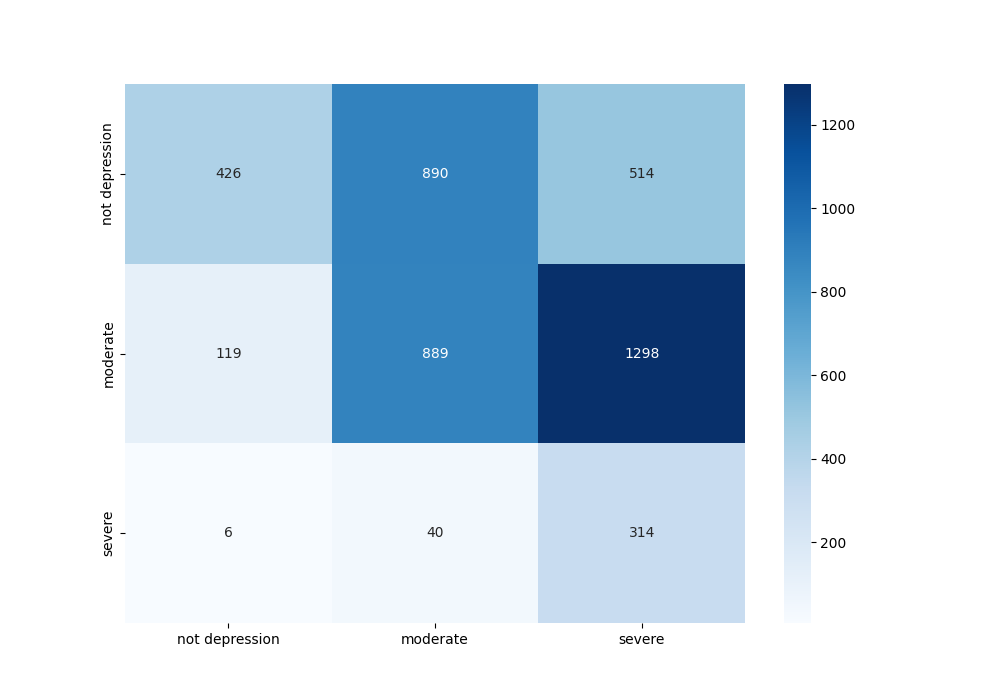 not depression 426 890 514
moderate 119 889 1298
severe 6 40 314
not depression moderate severe
1200
1000
800
600
400
200